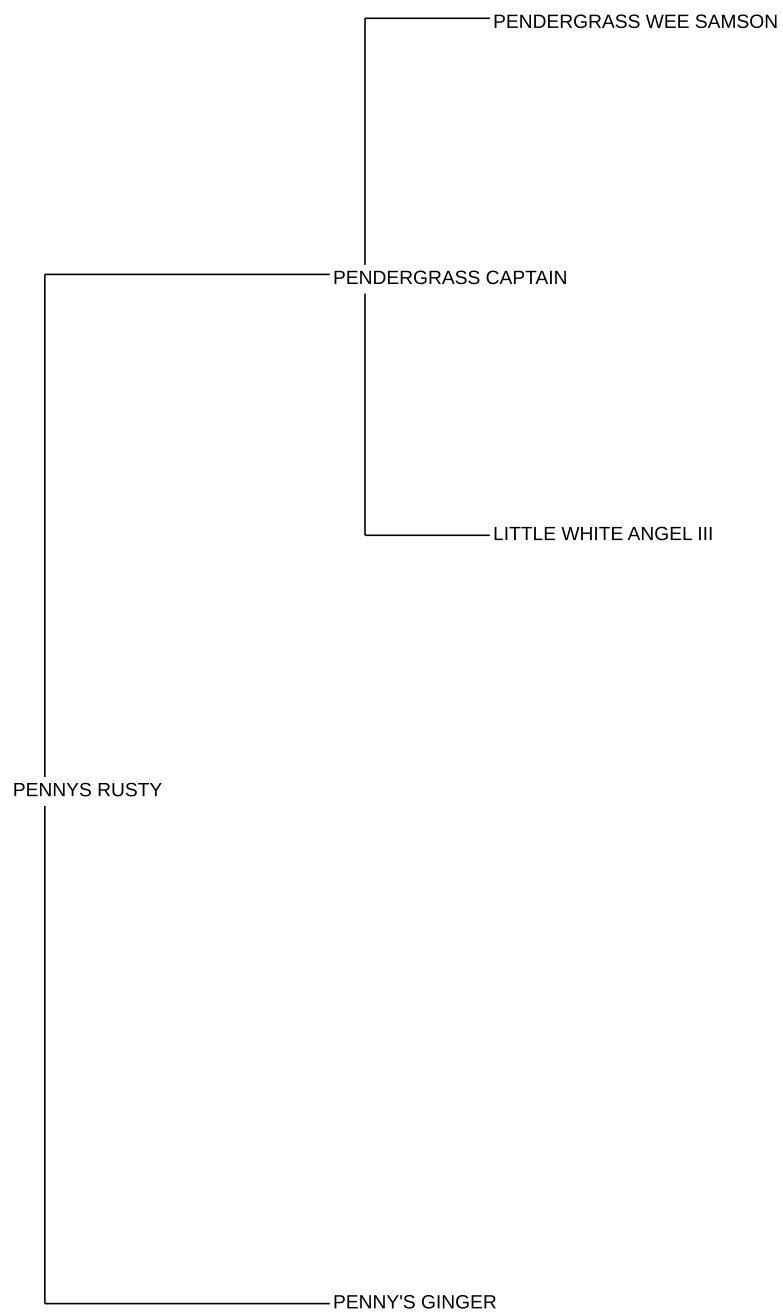 PENDERGRASS WEE SAMSON
PENDERGRASS CAPTAIN
LITTLE WHITE ANGEL III
PENNYS RUSTY
PENNY'S GINGER